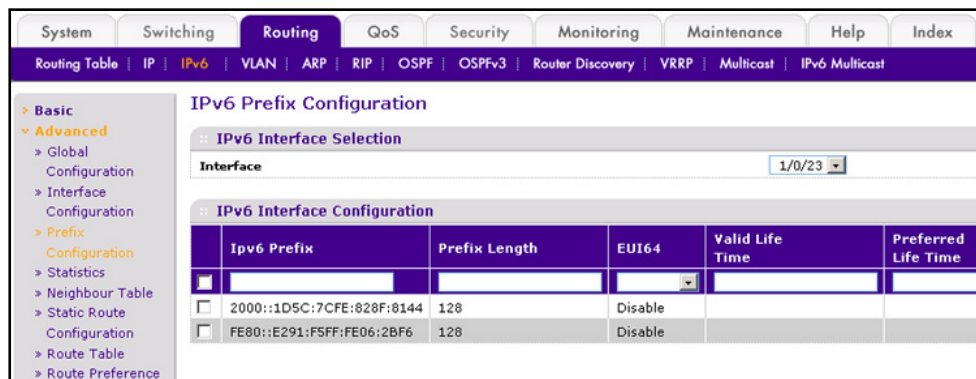 System Switching Routing QoS Security Monitoring Maintenance Help Index
Routing Table | IP | IPv6 | VLAN | ARP | RIP | OSPF | OSPFv3 | Router Discovery | VRRP | Multicast | IPv6 Multicast
Basic
Advanced
» Global
Configuration
» Interface
Configuration
» Prefix
Configuration
» Statistics
» Neighbour Table
» Static Route
Configuration
» Route Table
» Route Preference
IPv6 Prefix Configuration
IPv6 Interface Selection
Interface 1/0/23
IPv6 Interface Configuration
Ipv6 Prefix Prefix Length EUI64 Valid Life Time Preferred Life Time
2000::1D5C:7CFE:828F:8144 128 Disable
FE80::E291:F5FF:FE06:2BF6 128 Disable